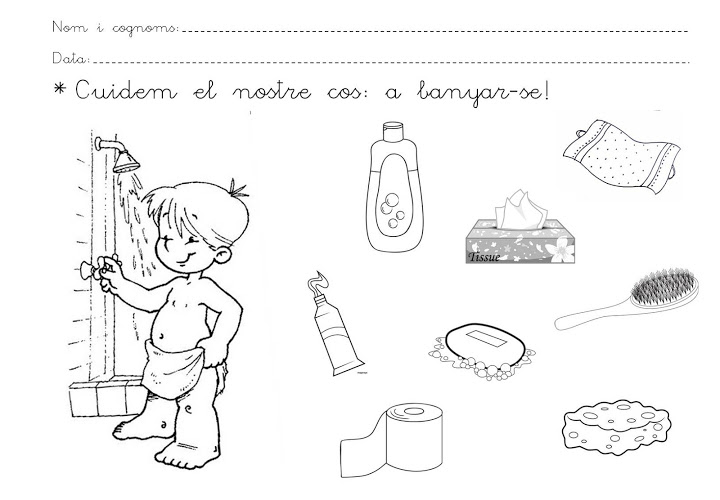 Nom i cognoms:
Data:
* Cuidem el nostre cos: a banyar-se!
Tissue